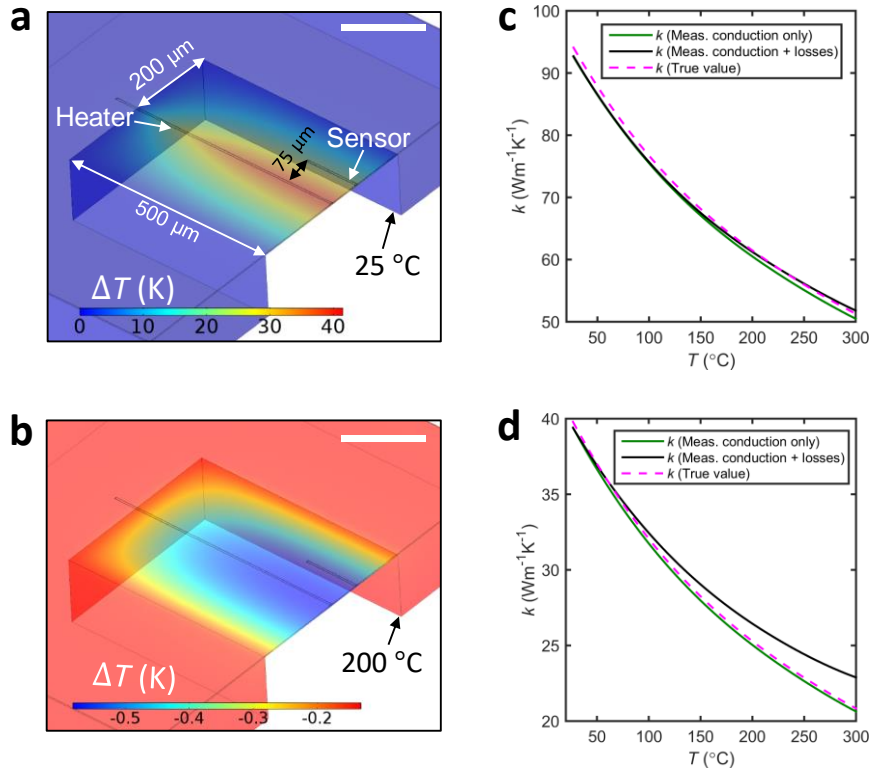 a
200 μm
Heater
Sensor
75 μm
500 μm
25 °C
ΔT (K)
0 10 20 30 40
b
200 °C
ΔT (K)
-0.5 -0.4 -0.3 -0.2
c
k (Meas. conduction only)
k (Meas. conduction + losses)
k (True value)
100
90
80
70
60
50
k (Wm⁻¹K⁻¹)
50 100 150 200 250 300
T (°C)
d
k (Meas. conduction only)
k (Meas. conduction + losses)
k (True value)
40
35
30
25
20
k (Wm⁻¹K⁻¹)
50 100 150 200 250 300
T (°C)